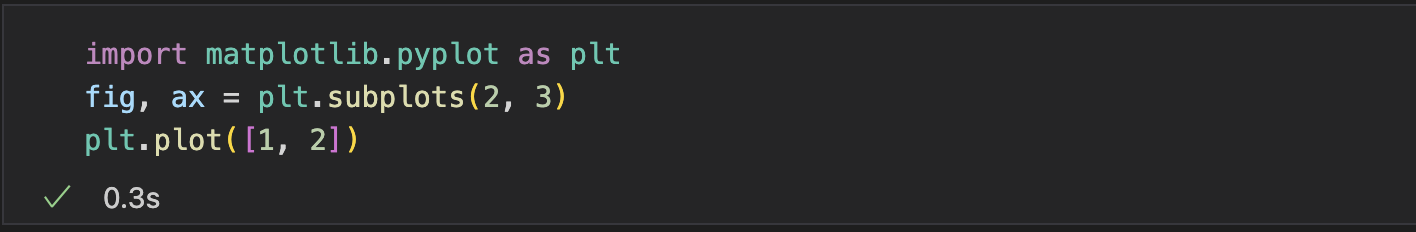 import matplotlib.pyplot as plt
fig, ax = plt.subplots(2, 3)
plt.plot([1, 2])
✓ 0.3s